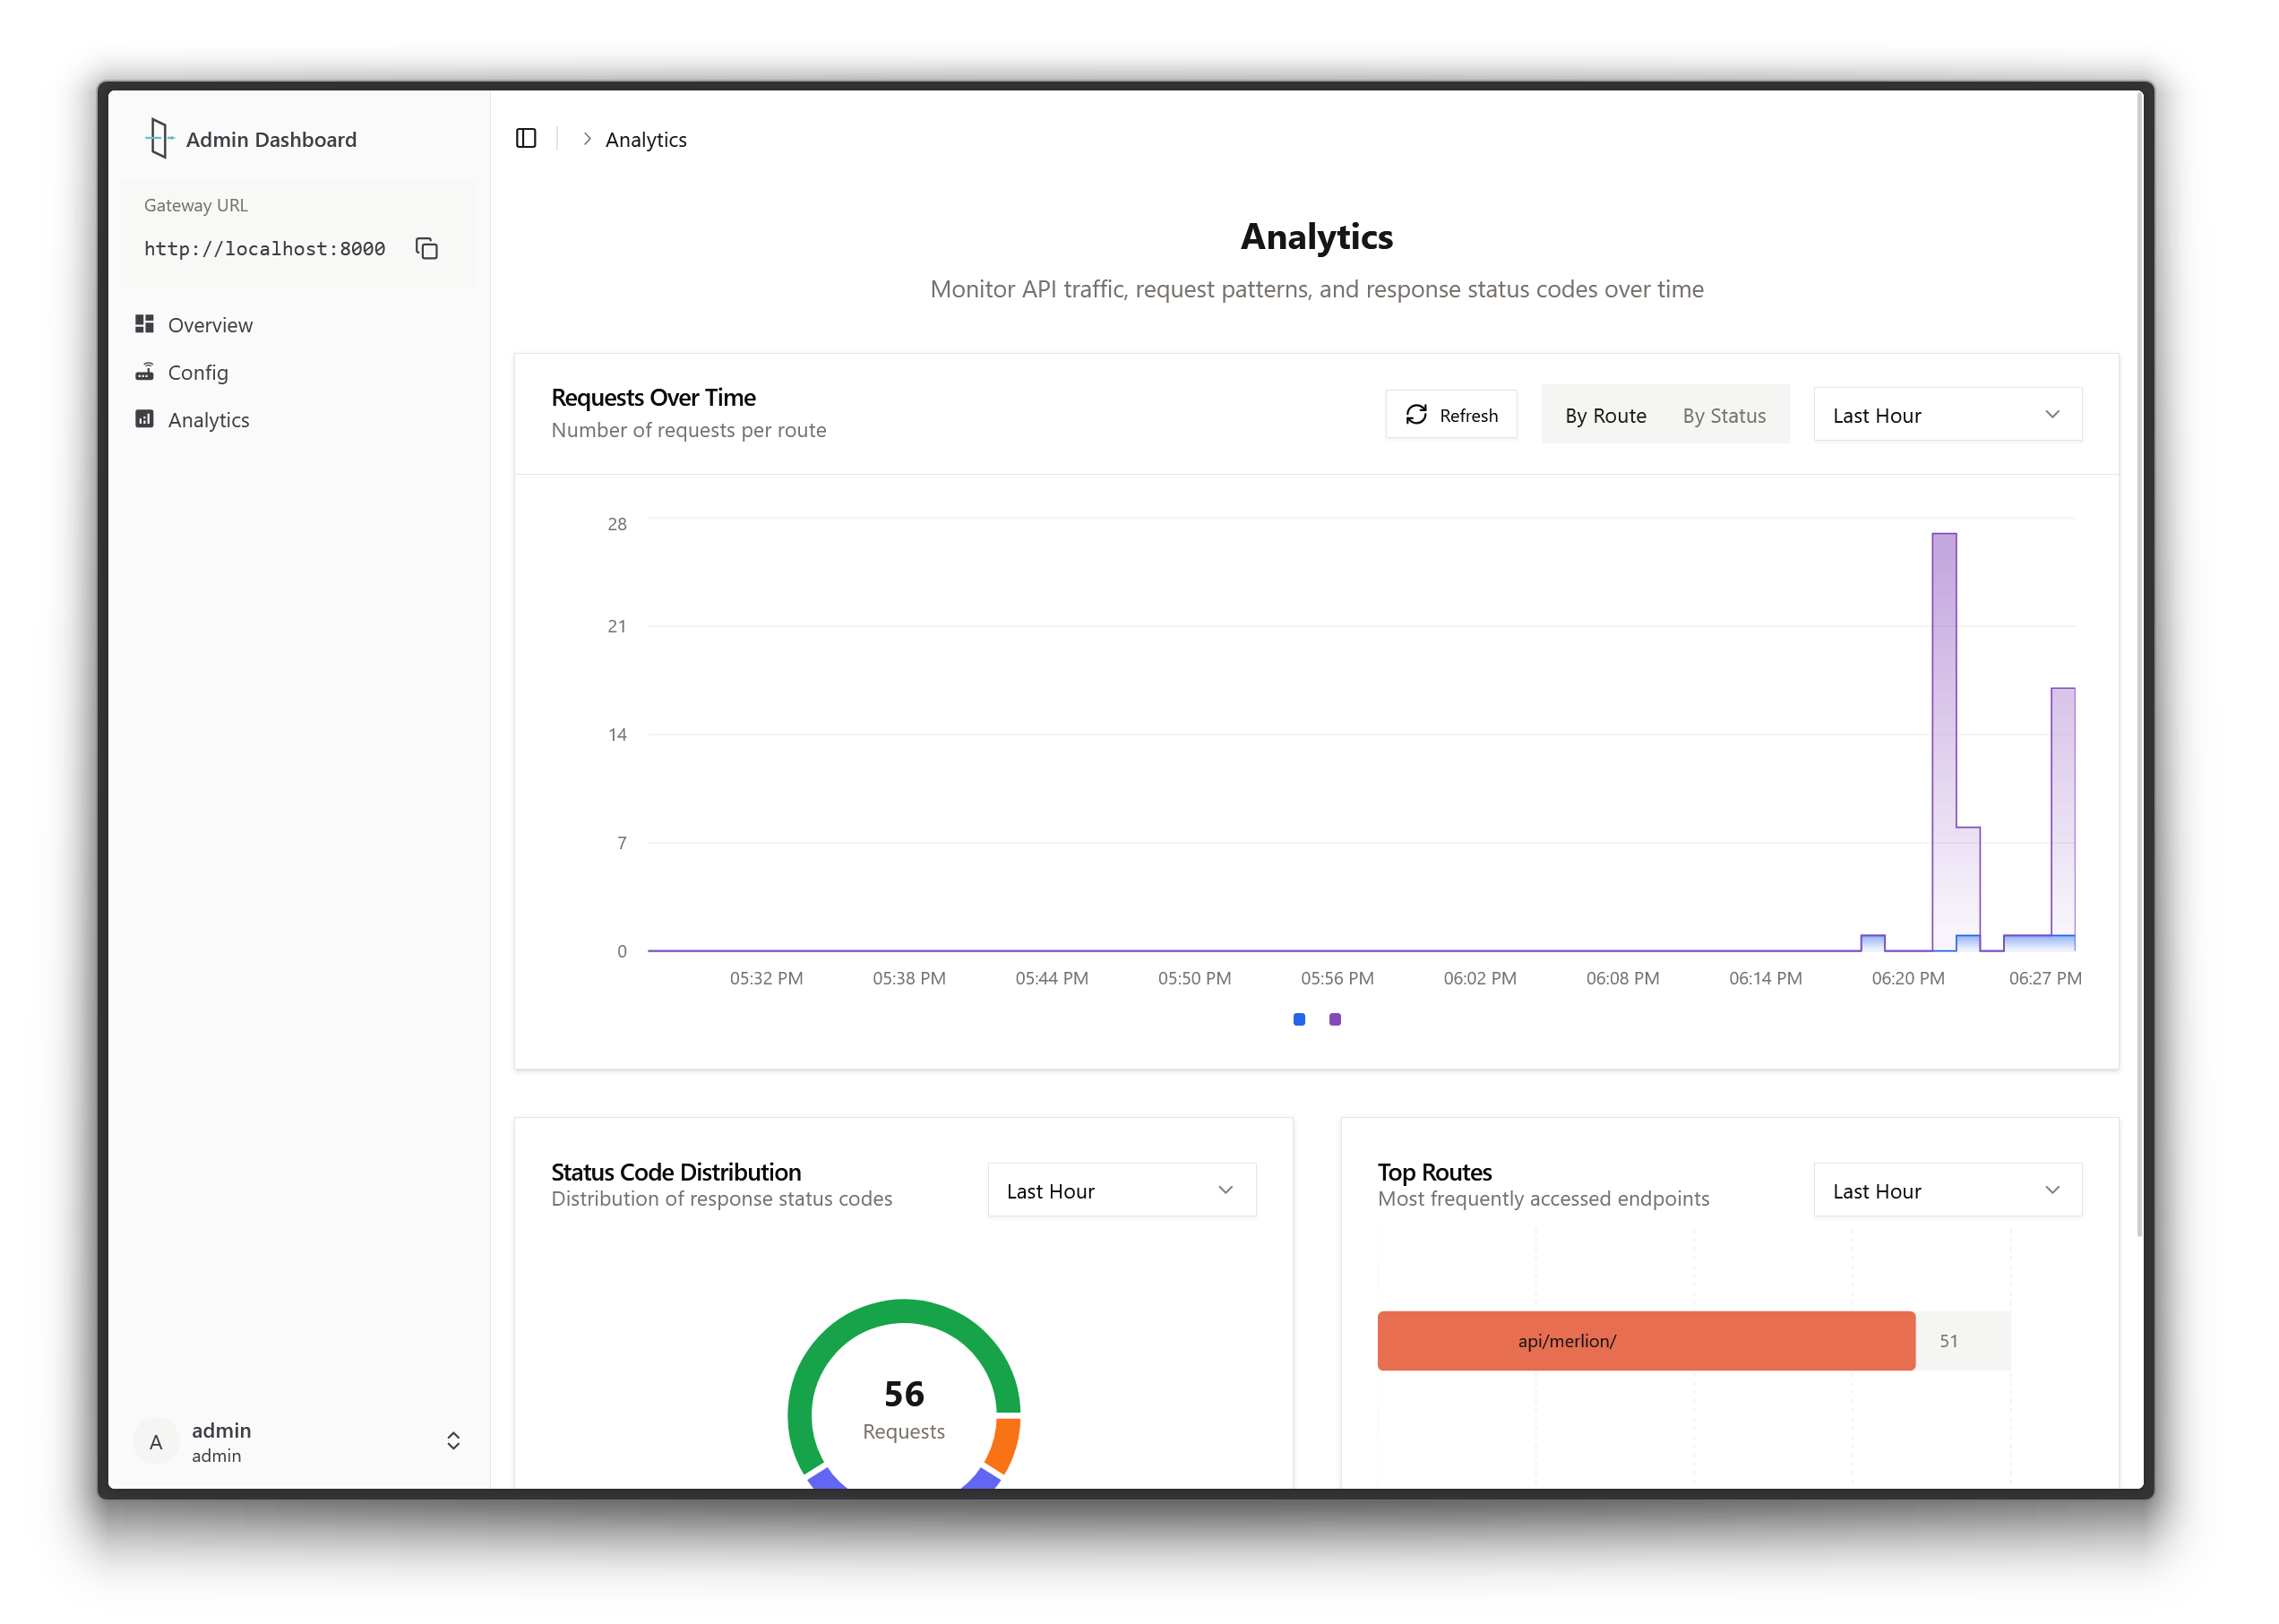 Admin Dashboard
Gateway URL
http://localhost:8000
Overview
Config
Analytics
admin
admin
A
Analytics
Analytics
Monitor API traffic, request patterns, and response status codes over time
Requests Over Time
Number of requests per route
Refresh
By Route
By Status
Last Hour
28
21
14
7
0
05:32 PM
05:38 PM
05:44 PM
05:50 PM
05:56 PM
06:02 PM
06:08 PM
06:14 PM
06:20 PM
06:27 PM
Status Code Distribution
Distribution of response status codes
Last Hour
56
Requests
Top Routes
Most frequently accessed endpoints
Last Hour
api/merlion/
51